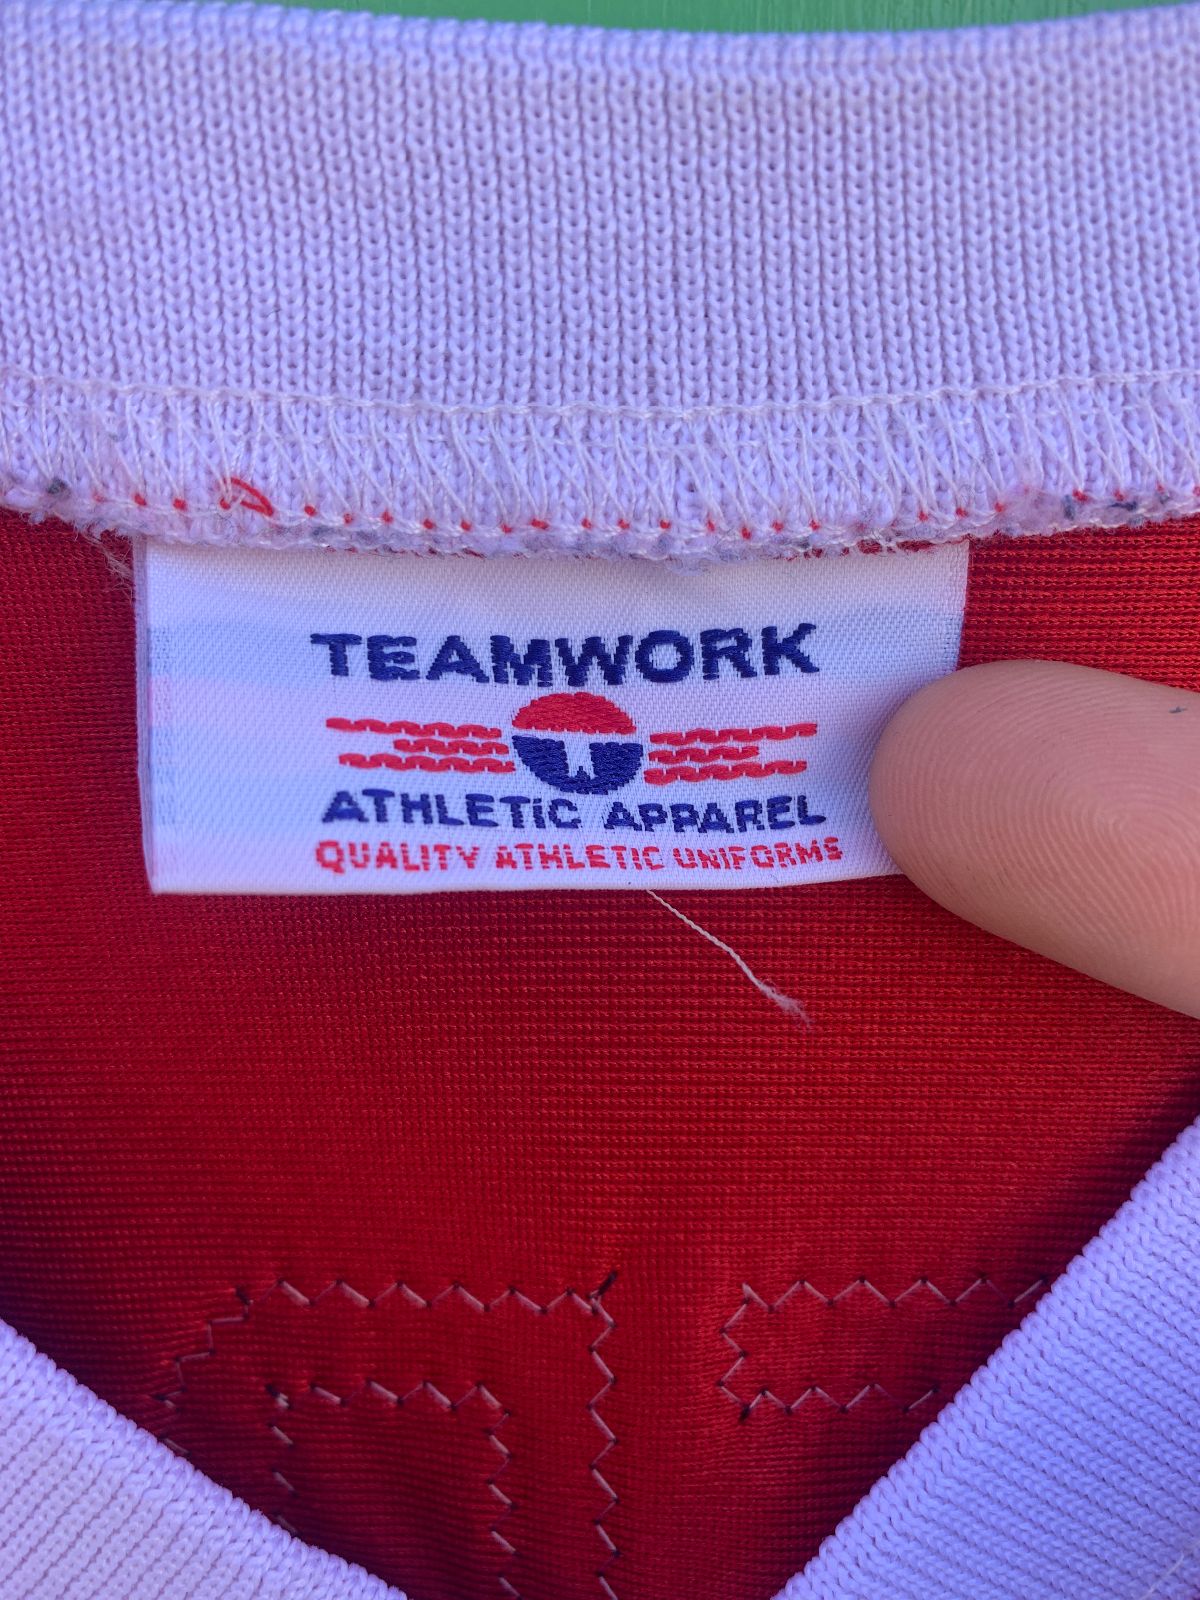 TEAMWORK
ATHLETIC APPAREL
QUALITY ATHLETIC UNIFORMS